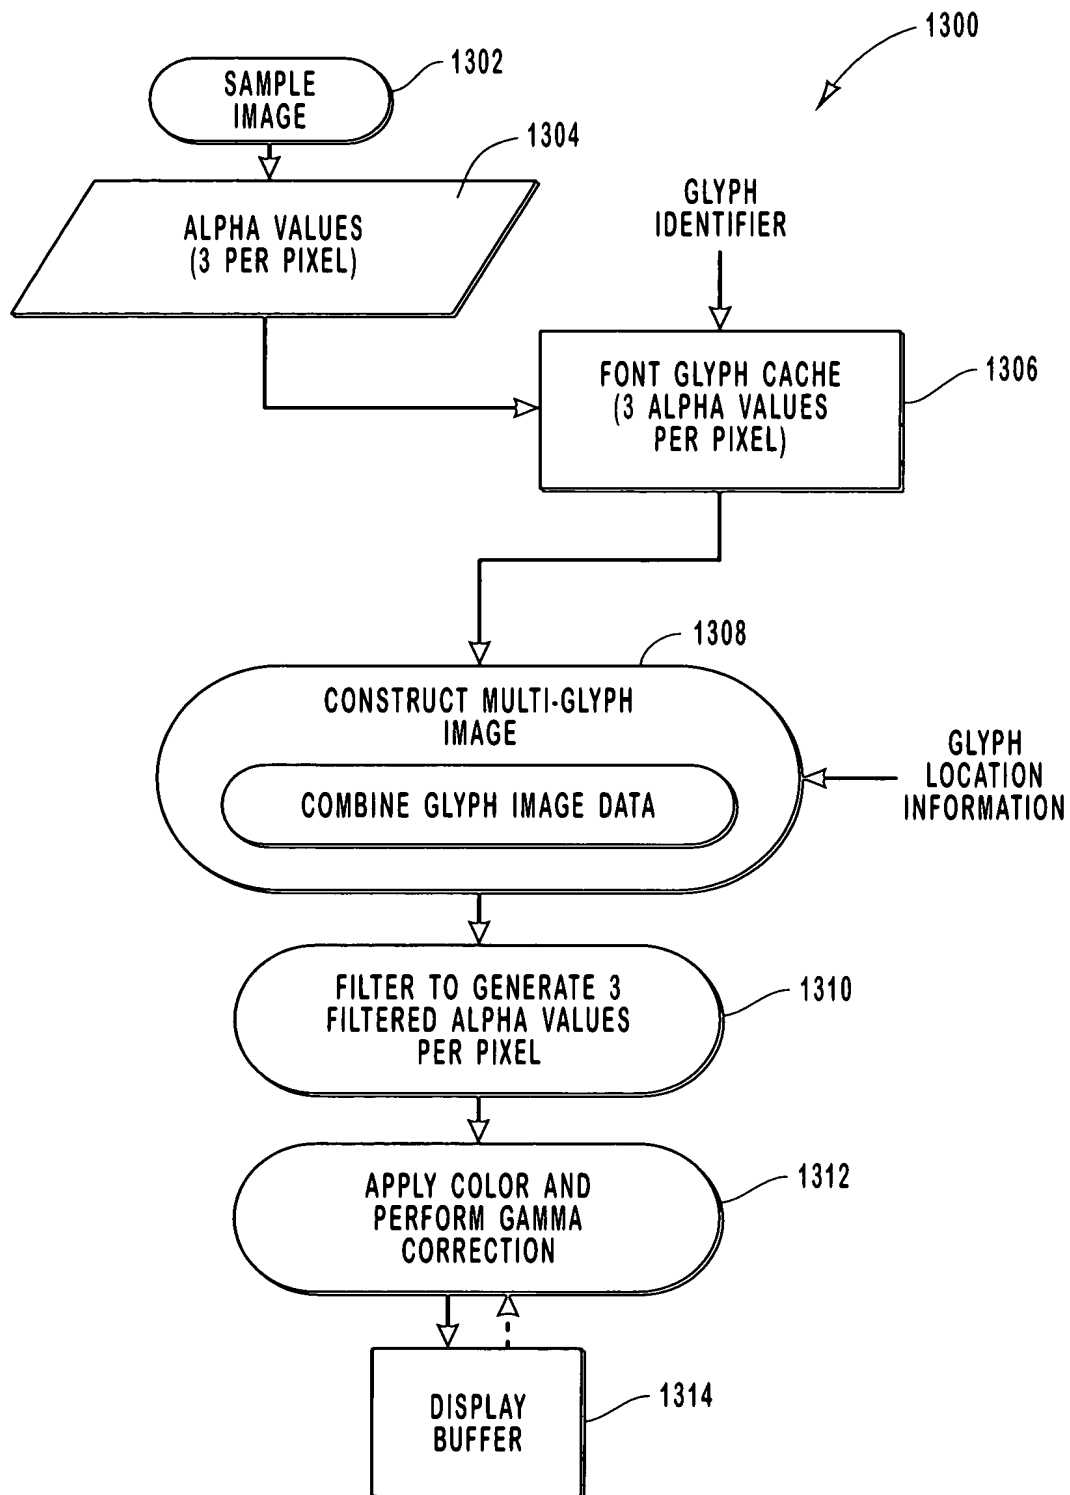 1300
SAMPLE
IMAGE
1302
1304
ALPHA VALUES
(3 PER PIXEL)
GLYPH
IDENTIFIER
FONT GLYPH CACHE
(3 ALPHA VALUES
PER PIXEL)
1306
1308
CONSTRUCT MULTI-GLYPH
IMAGE
COMBINE GLYPH IMAGE DATA
GLYPH
LOCATION
INFORMATION
FILTER TO GENERATE 3
FILTERED ALPHA VALUES
PER PIXEL
1310
APPLY COLOR AND
PERFORM GAMMA
CORRECTION
1312
DISPLAY
BUFFER
1314